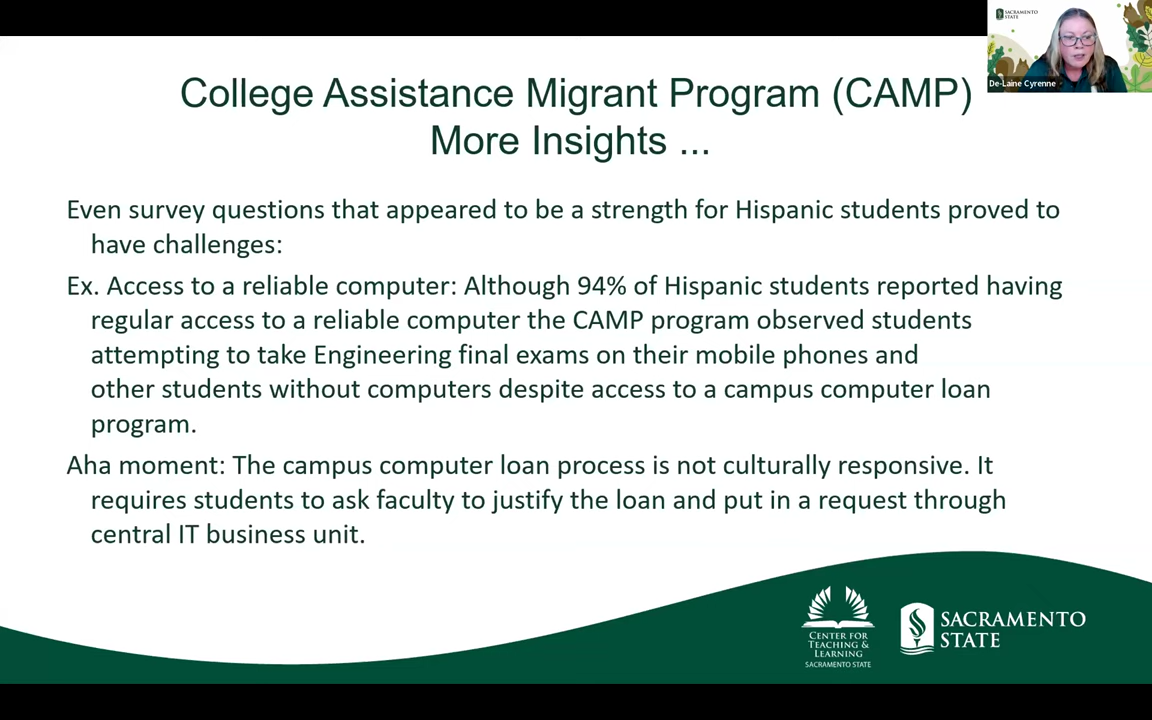 SACRAMENTO
STATE
De-Laine Cyrenne
College Assistance Migrant Program (CAMP)
More Insights ...
Even survey questions that appeared to be a strength for Hispanic students proved to
have challenges:
Ex. Access to a reliable computer: Although 94% of Hispanic students reported having
regular access to a reliable computer the CAMP program observed students
attempting to take Engineering final exams on their mobile phones and
other students without computers despite access to a campus computer loan
program.
Aha moment: The campus computer loan process is not culturally responsive. It
requires students to ask faculty to justify the loan and put in a request through
central IT business unit.
CENTER FOR
TEACHING &
LEARNING
SACRAMENTO STATE
SACRAMENTO
STATE